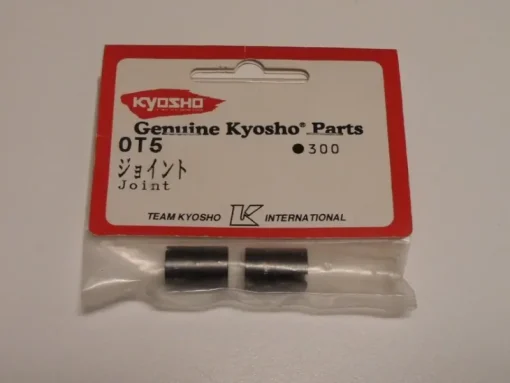 KYOSHO
Genuine Kyosho® Parts
OT5 ●300
ジョイント
Joint
TEAM KYOSHO K INTERNATIONAL